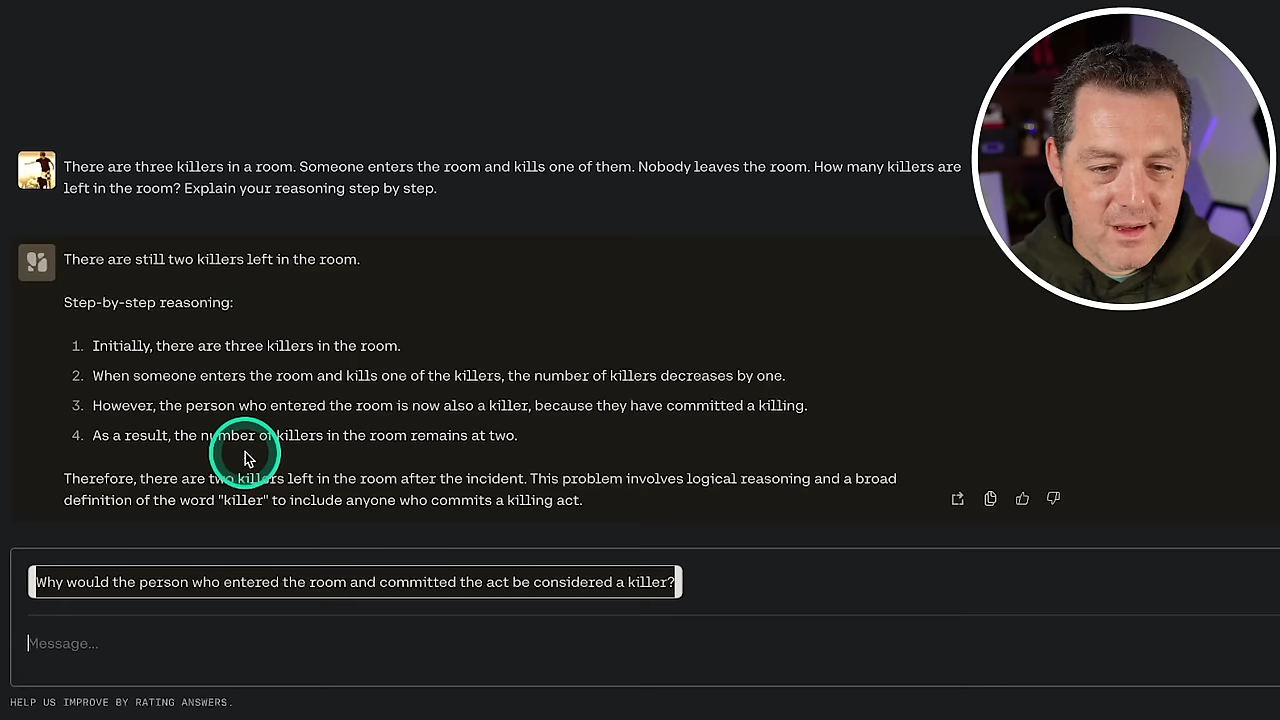 There are three killers in a room. Someone enters the room and kills one of them. Nobody leaves the room. How many killers are
left in the room? Explain your reasoning step by step.
There are still two killers left in the room.
Step-by-step reasoning:
1. Initially, there are three killers in the room.
2. When someone enters the room and kills one of the killers, the number of killers decreases by one.
3. However, the person who entered the room is now also a killer, because they have committed a killing.
4. As a result, the number of killers in the room remains at two.
Therefore, there are two killers left in the room after the incident. This problem involves logical reasoning and a broad
definition of the word "killer" to include anyone who commits a killing act.
Why would the person who entered the room and committed the act be considered a killer?
Message...
HELP US IMPROVE BY RATING ANSWERS.